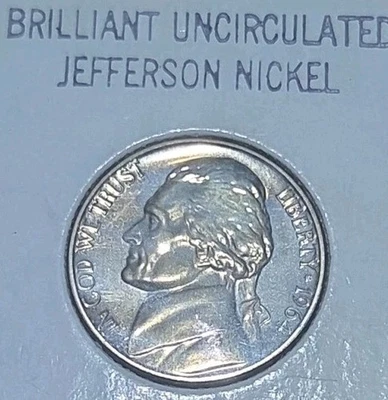 BRILLIANT UNCIRCULATED
JEFFERSON NICKEL
IN GOD WE TRUST
LIBERTY